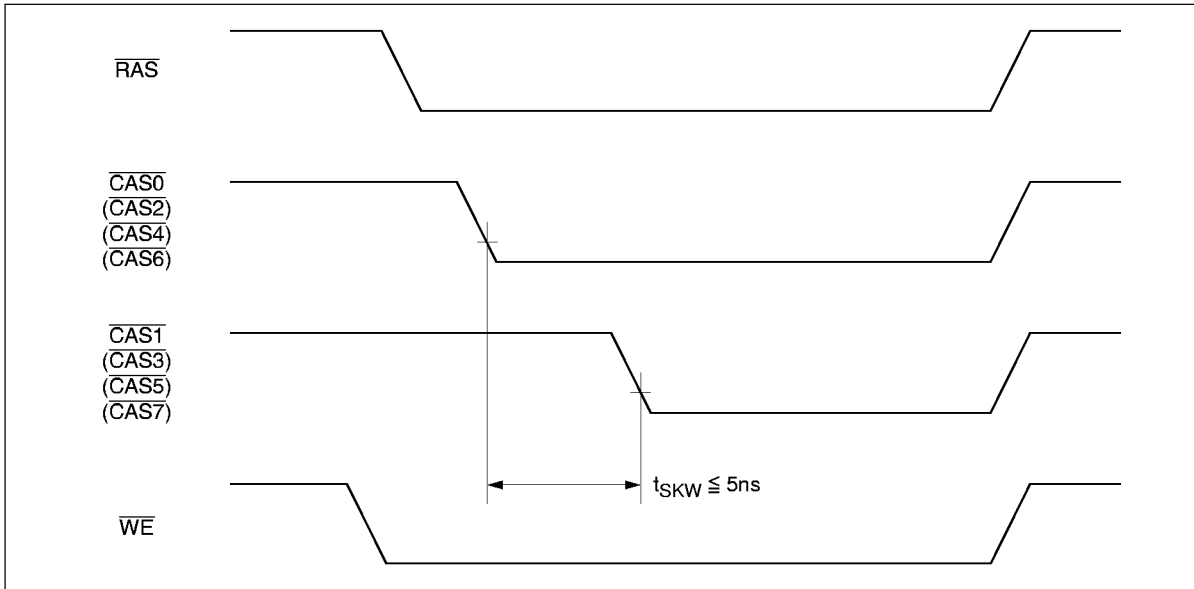 RAS
CAS0
(CAS2)
(CAS4)
(CAS6)
CAS1
(CAS3)
(CAS5)
(CAS7)
tSKW ≦ 5ns
WE